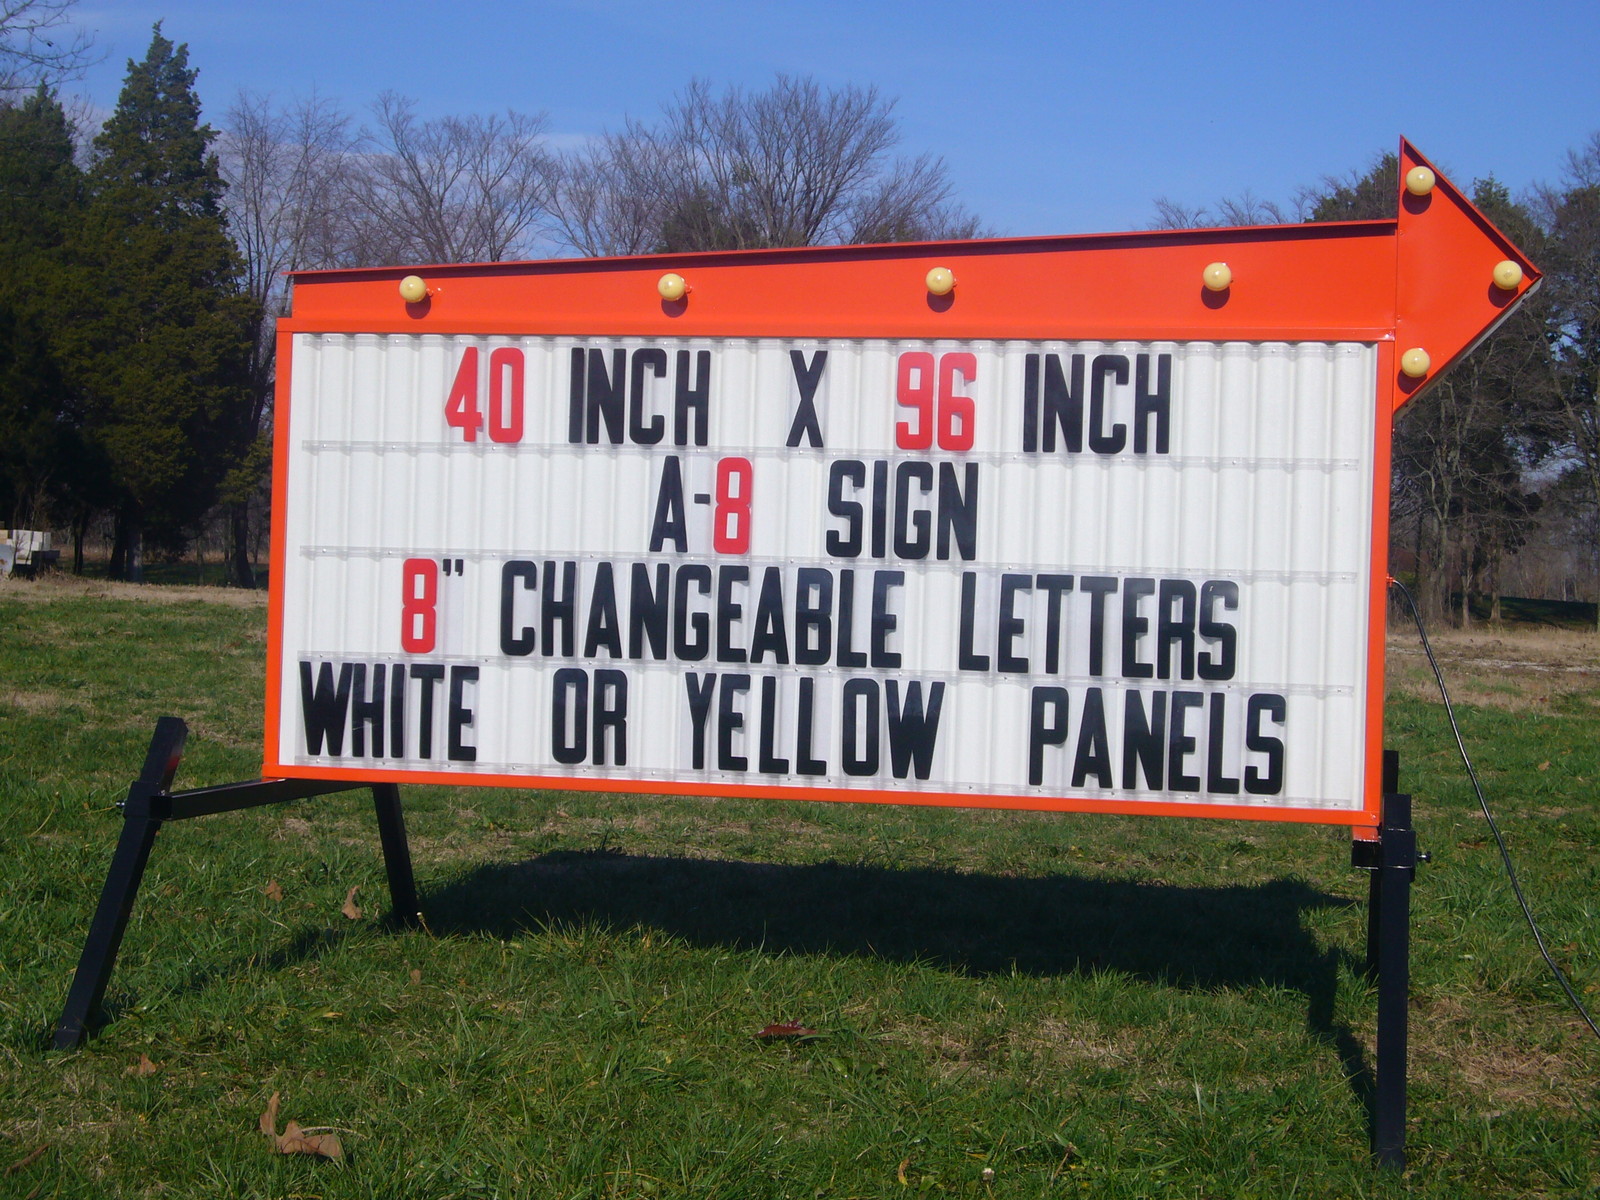 40 INCH X 96 INCH
A-8 SIGN
8" CHANGEABLE LETTERS
WHITE OR YELLOW PANELS